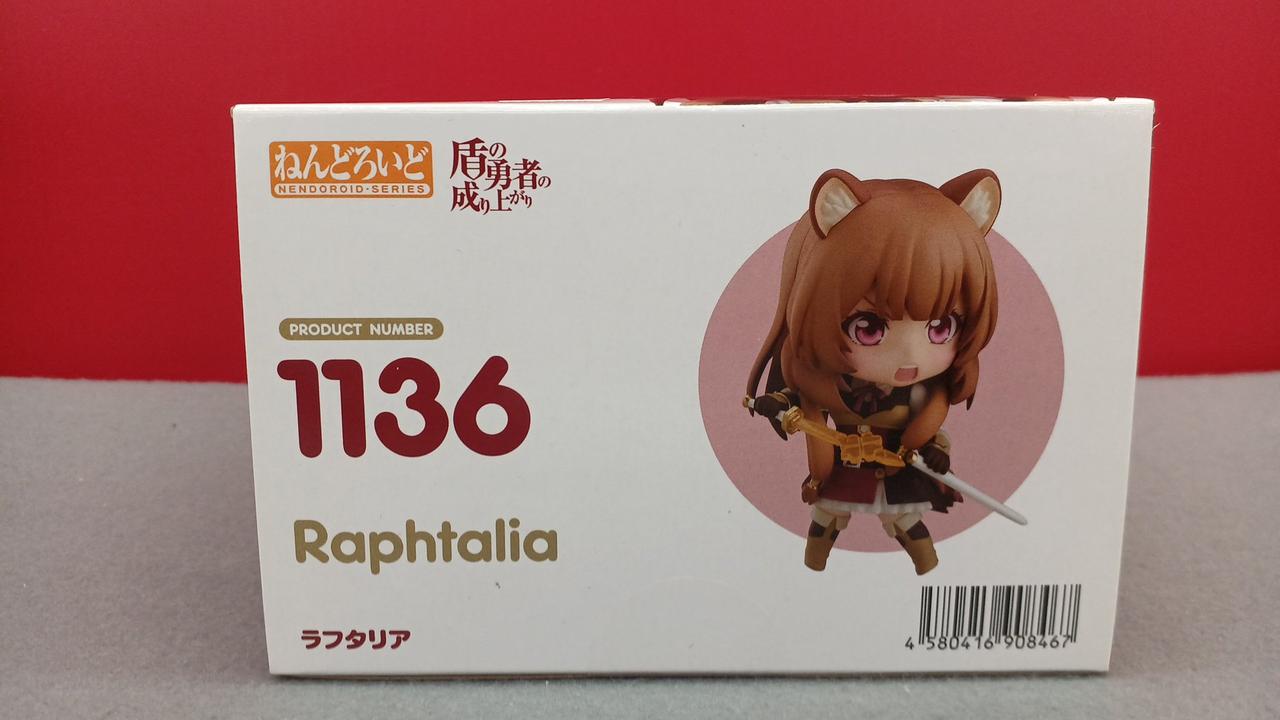 ねんどろいど
NENDOROID·SERIES
盾の勇者の
成り上がり
PRODUCT NUMBER
1136
Raphtalia
ラフタリア
4 580416 908467